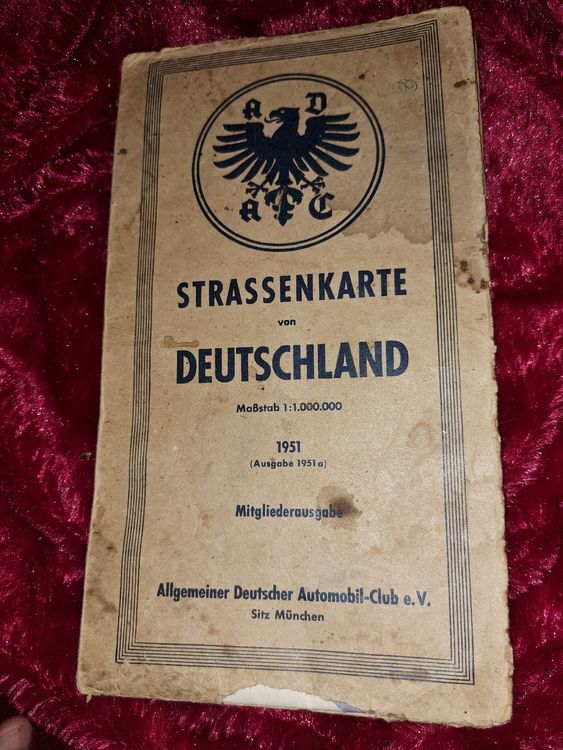 A D
A C
STRASSENKARTE
von
DEUTSCHLAND
Maßstab 1:1.000.000
1951
(Ausgabe 1951a)
Mitgliederausgabe
Allgemeiner Deutscher Automobil-Club e.V.
Sitz München